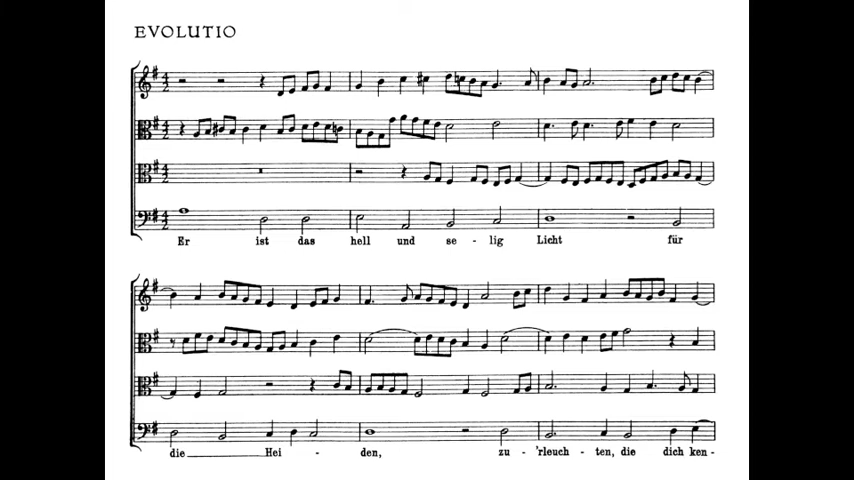 EVOLUTIO
Er ist das hell und se - lig Licht für
die Hei - den, zu - 'rleuch - ten, die dich ken-